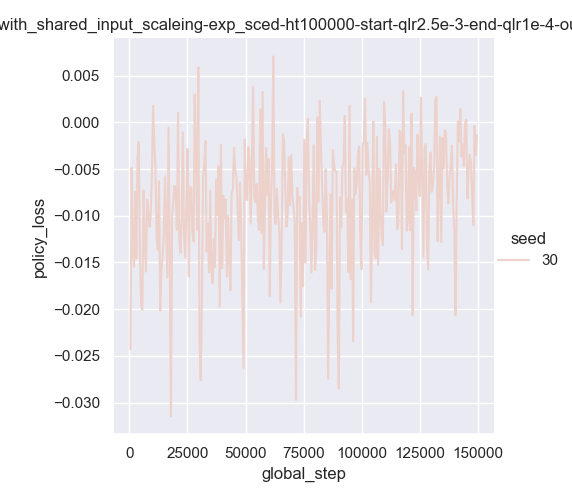 with_shared_input_scaleing-exp_sced-ht100000-start-qlr2.5e-3-end-qlr1e-4-ou
0.005
0.000
−0.005
−0.010
−0.015
−0.020
−0.025
−0.030
policy_loss
0 25000 50000 75000 100000 125000 150000
global_step
seed
30